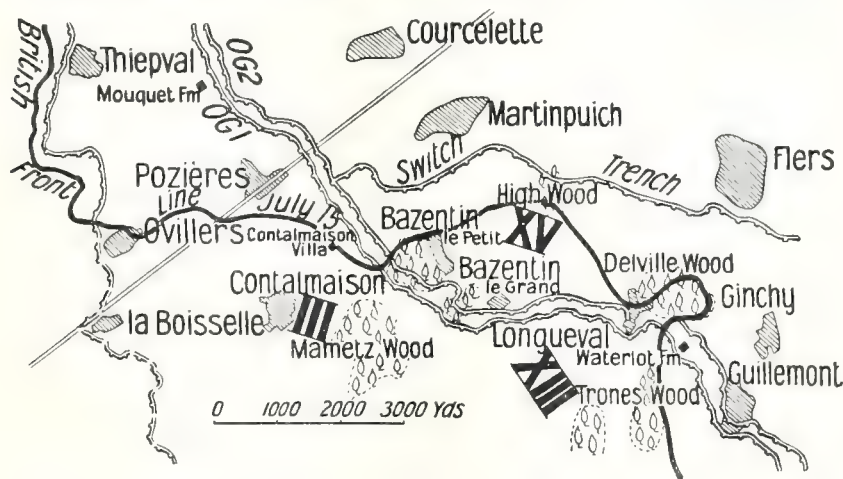 British
Front
Line
July 15
Thiepval
Mouquet Fm
OG2
OG1
Courcelette
Martinpuich
Switch
Trench
Flers
Pozières
Ovillers
Contalmaison
Villa
High Wood
Bazentin
le Petit
XV
Bazentin
le Grand
Delville Wood
Ginchy
Contalmaison
la Boisselle
III
Mametz Wood
Longueval
Waterlot Fm
Guillemont
XIII
Trones Wood
0 1000 2000 3000 Yds